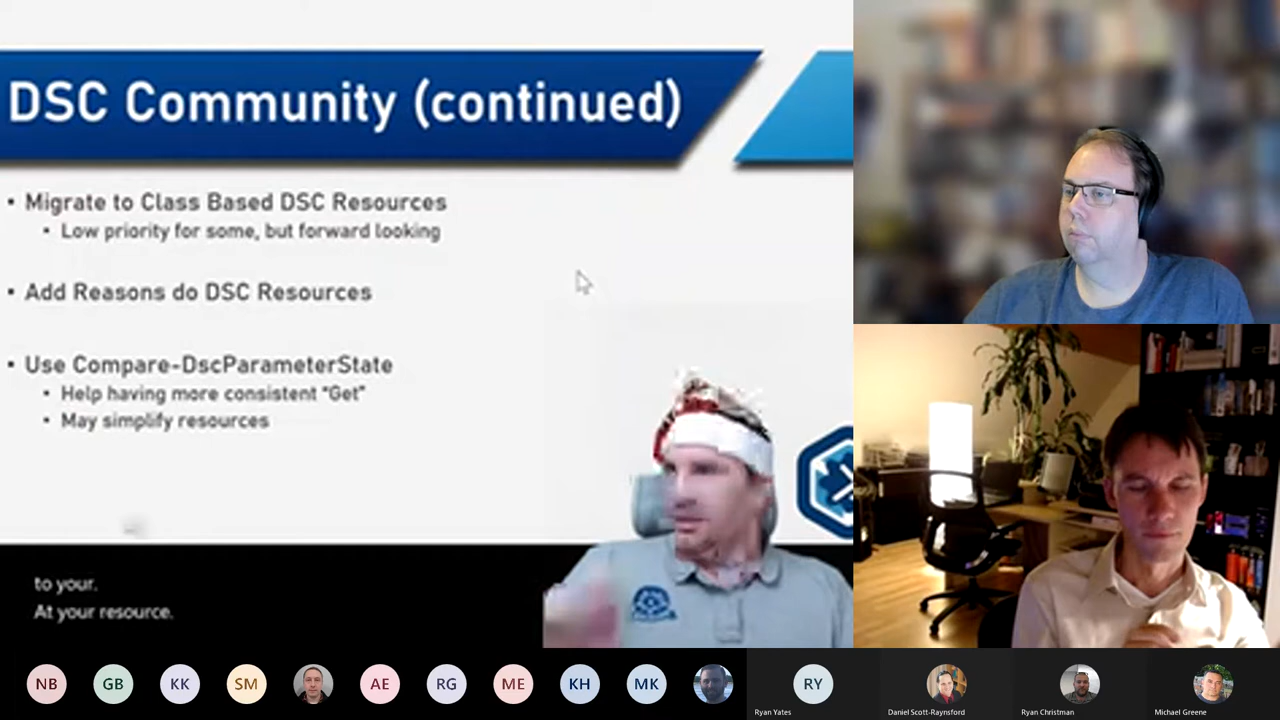 DSC Community (continued)
• Migrate to Class Based DSC Resources
• Low priority for some, but forward looking
• Add Reasons do DSC Resources
• Use Compare-DscParameterState
• Help having more consistent "Get"
• May simplify resources
to your.
At your resource.
NB GB KK SM AE RG ME KH MK RY
Ryan Yates Daniel Scott-Raynsford Ryan Christman Michael Greene